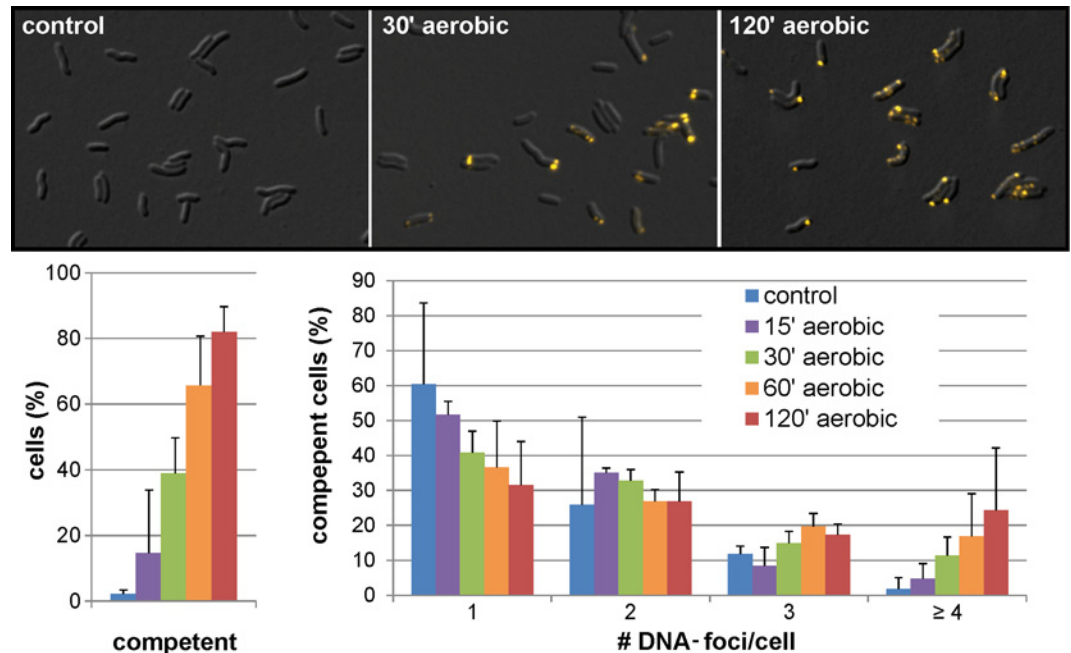 control
30' aerobic
120' aerobic
100
80
60
40
20
0
cells (%)
competent
90
80
70
60
50
40
30
20
10
0
compepent cells (%)
control
15' aerobic
30' aerobic
60' aerobic
120' aerobic
1 2 3 ≥ 4
# DNA- foci/cell